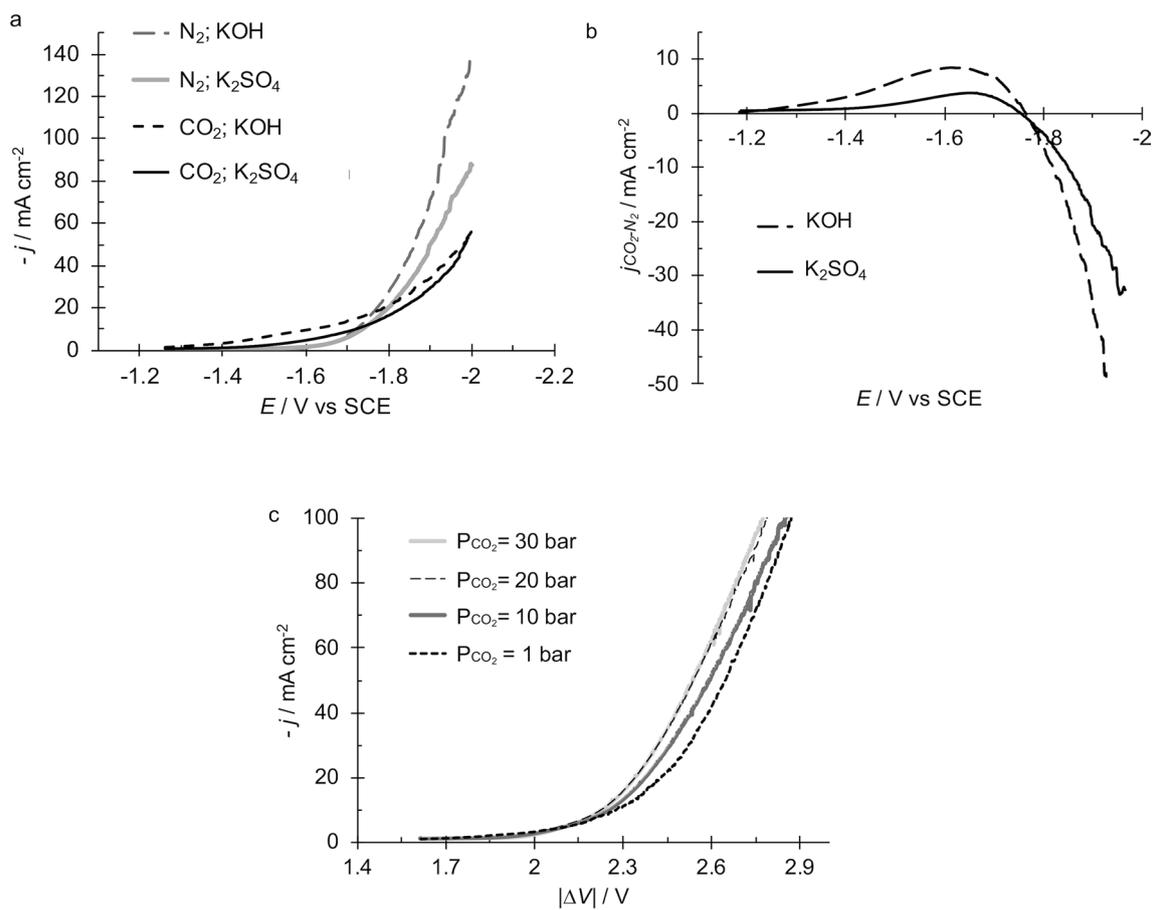 a
N2; KOH
N2; K2SO4
CO2; KOH
CO2; K2SO4
140
120
100
80
60
40
20
0
- j / mA cm-2
-1.2 -1.4 -1.6 -1.8 -2 -2.2
E / V vs SCE
b
10
0
-10
-20
-30
-40
-50
jCO2-N2 / mA cm-2
-1.2 -1.4 -1.6 -1.8 -2
KOH
K2SO4
E / V vs SCE
c
PCO2= 30 bar
PCO2= 20 bar
PCO2= 10 bar
PCO2 = 1 bar
100
80
60
40
20
0
- j / mA cm-2
1.4 1.7 2 2.3 2.6 2.9
|ΔV| / V